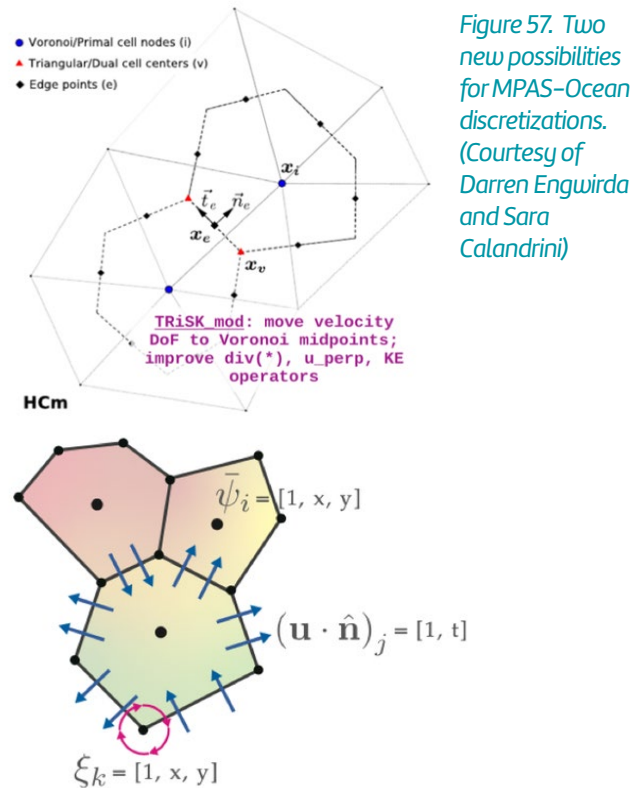 Voronoi/Primal cell nodes (i)
Triangular/Dual cell centers (v)
Edge points (e)
x_i
t⃗_e n⃗_e
x_e
x_v
TRiSK_mod: move velocity
DoF to Voronoi midpoints;
improve div(*), u_perp, KE
operators
HCm
Figure 57. Two
new possibilities
for MPAS-Ocean
discretizations.
(Courtesy of
Darren Engwirda
and Sara
Calandrini)
ψ̄_i = [1, x, y]
(u · n̂)_j = [1, t]
ξ_k = [1, x, y]